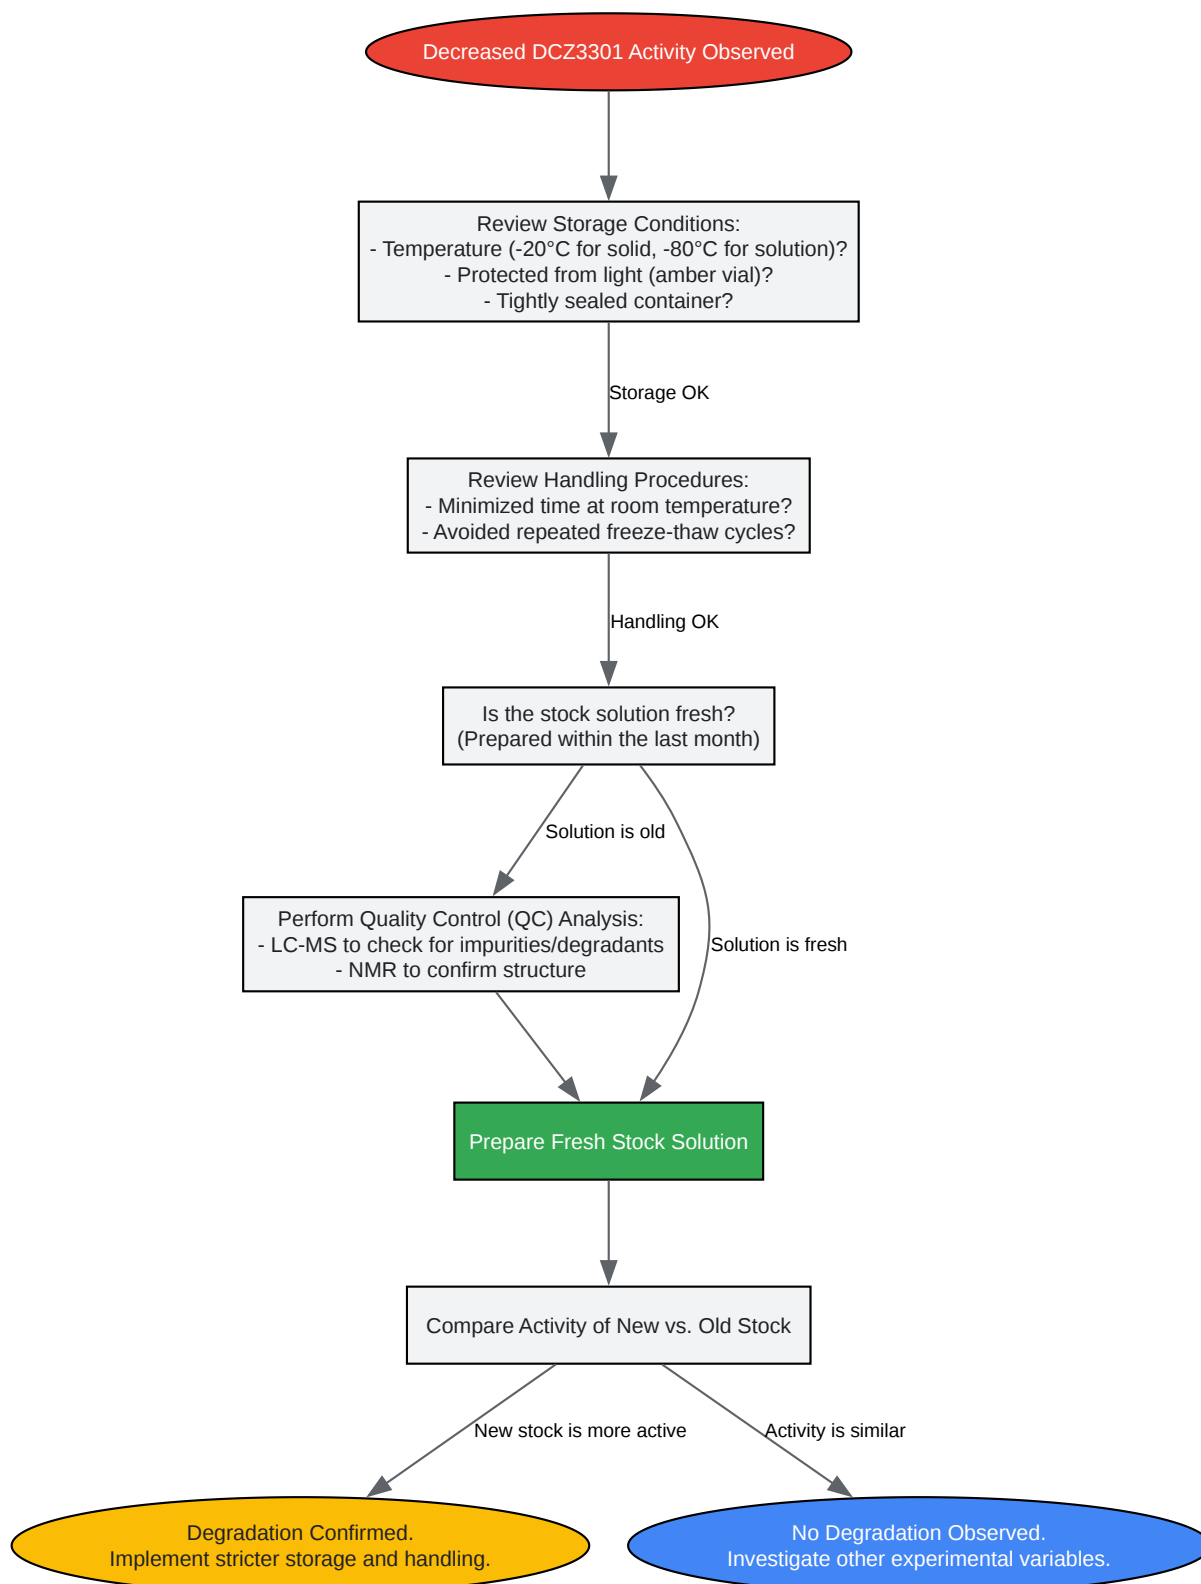 Decreased DCZ3301 Activity Observed
Review Storage Conditions:
- Temperature (-20°C for solid, -80°C for solution)?
- Protected from light (amber vial)?
- Tightly sealed container?
Storage OK
Review Handling Procedures:
- Minimized time at room temperature?
- Avoided repeated freeze-thaw cycles?
Handling OK
Is the stock solution fresh?
(Prepared within the last month)
Solution is old
Perform Quality Control (QC) Analysis:
- LC-MS to check for impurities/degradants
- NMR to confirm structure
Solution is fresh
Prepare Fresh Stock Solution
Compare Activity of New vs. Old Stock
New stock is more active
Activity is similar
Degradation Confirmed.
Implement stricter storage and handling.
No Degradation Observed.
Investigate other experimental variables.